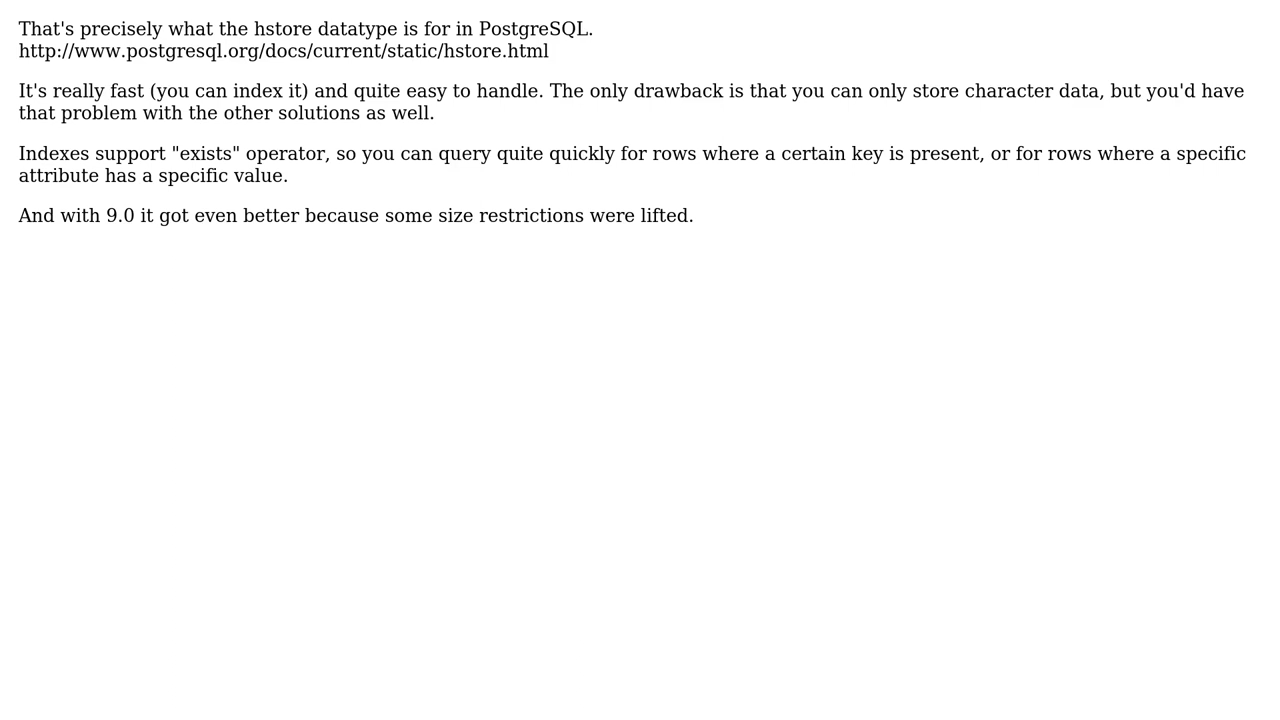 That's precisely what the hstore datatype is for in PostgreSQL.
http://www.postgresql.org/docs/current/static/hstore.html
It's really fast (you can index it) and quite easy to handle. The only drawback is that you can only store character data, but you'd have
that problem with the other solutions as well.
Indexes support "exists" operator, so you can query quite quickly for rows where a certain key is present, or for rows where a specific
attribute has a specific value.
And with 9.0 it got even better because some size restrictions were lifted.